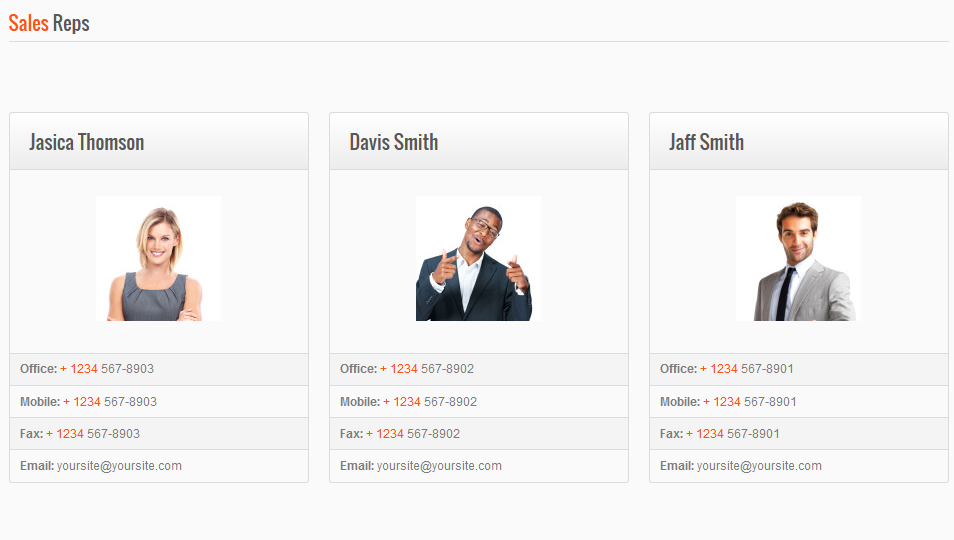 Sales Reps
Jasica Thomson
Office: + 1234 567-8903
Mobile: + 1234 567-8903
Fax: + 1234 567-8903
Email: yoursite@yoursite.com
Davis Smith
Office: + 1234 567-8902
Mobile: + 1234 567-8902
Fax: + 1234 567-8902
Email: yoursite@yoursite.com
Jaff Smith
Office: + 1234 567-8901
Mobile: + 1234 567-8901
Fax: + 1234 567-8901
Email: yoursite@yoursite.com